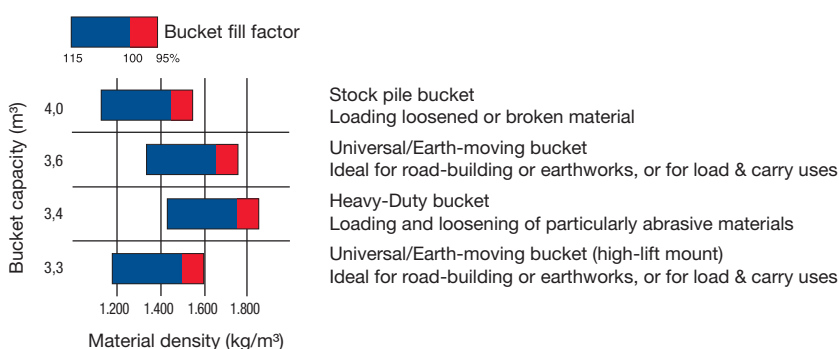 Bucket fill factor
115 100 95%
Bucket capacity (m³)
4,0
Stock pile bucket
Loading loosened or broken material
3,6
Universal/Earth-moving bucket
Ideal for road-building or earthworks, or for load & carry uses
3,4
Heavy-Duty bucket
Loading and loosening of particularly abrasive materials
3,3
Universal/Earth-moving bucket (high-lift mount)
Ideal for road-building or earthworks, or for load & carry uses
1.200 1.400 1.600 1.800
Material density (kg/m³)